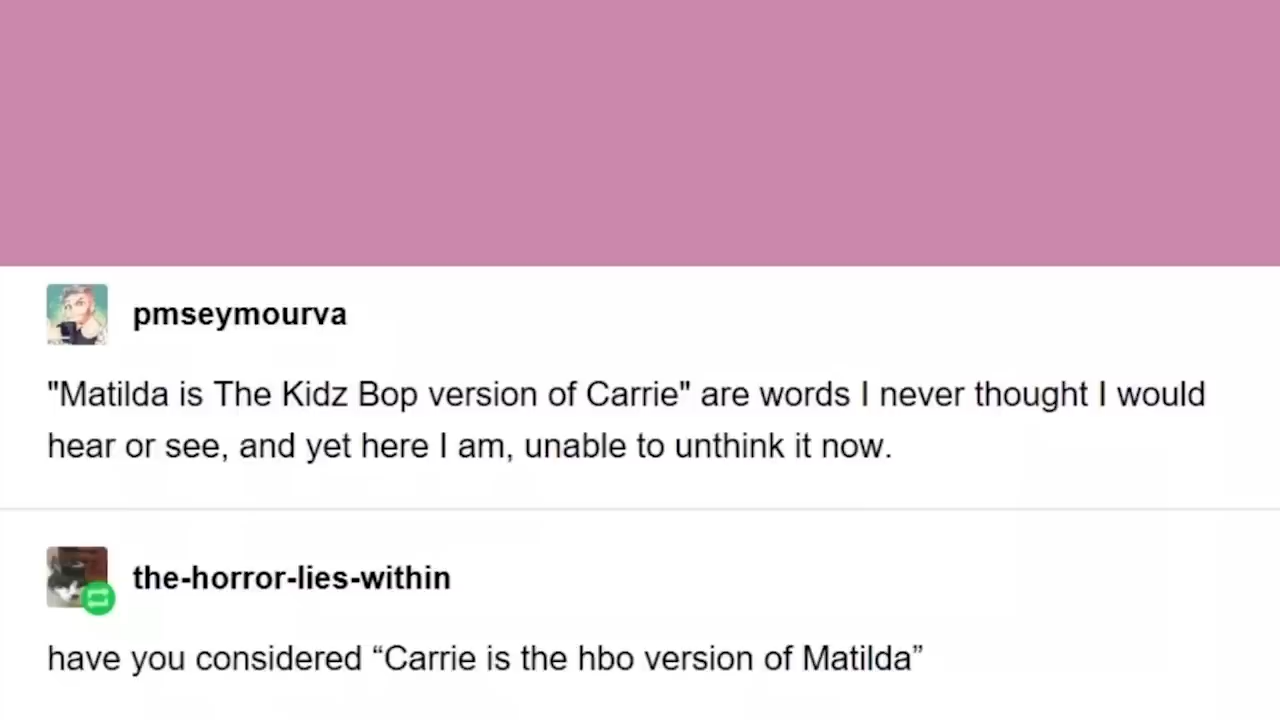 pmseymourva
"Matilda is The Kidz Bop version of Carrie" are words I never thought I would
hear or see, and yet here I am, unable to unthink it now.
the-horror-lies-within
have you considered “Carrie is the hbo version of Matilda”